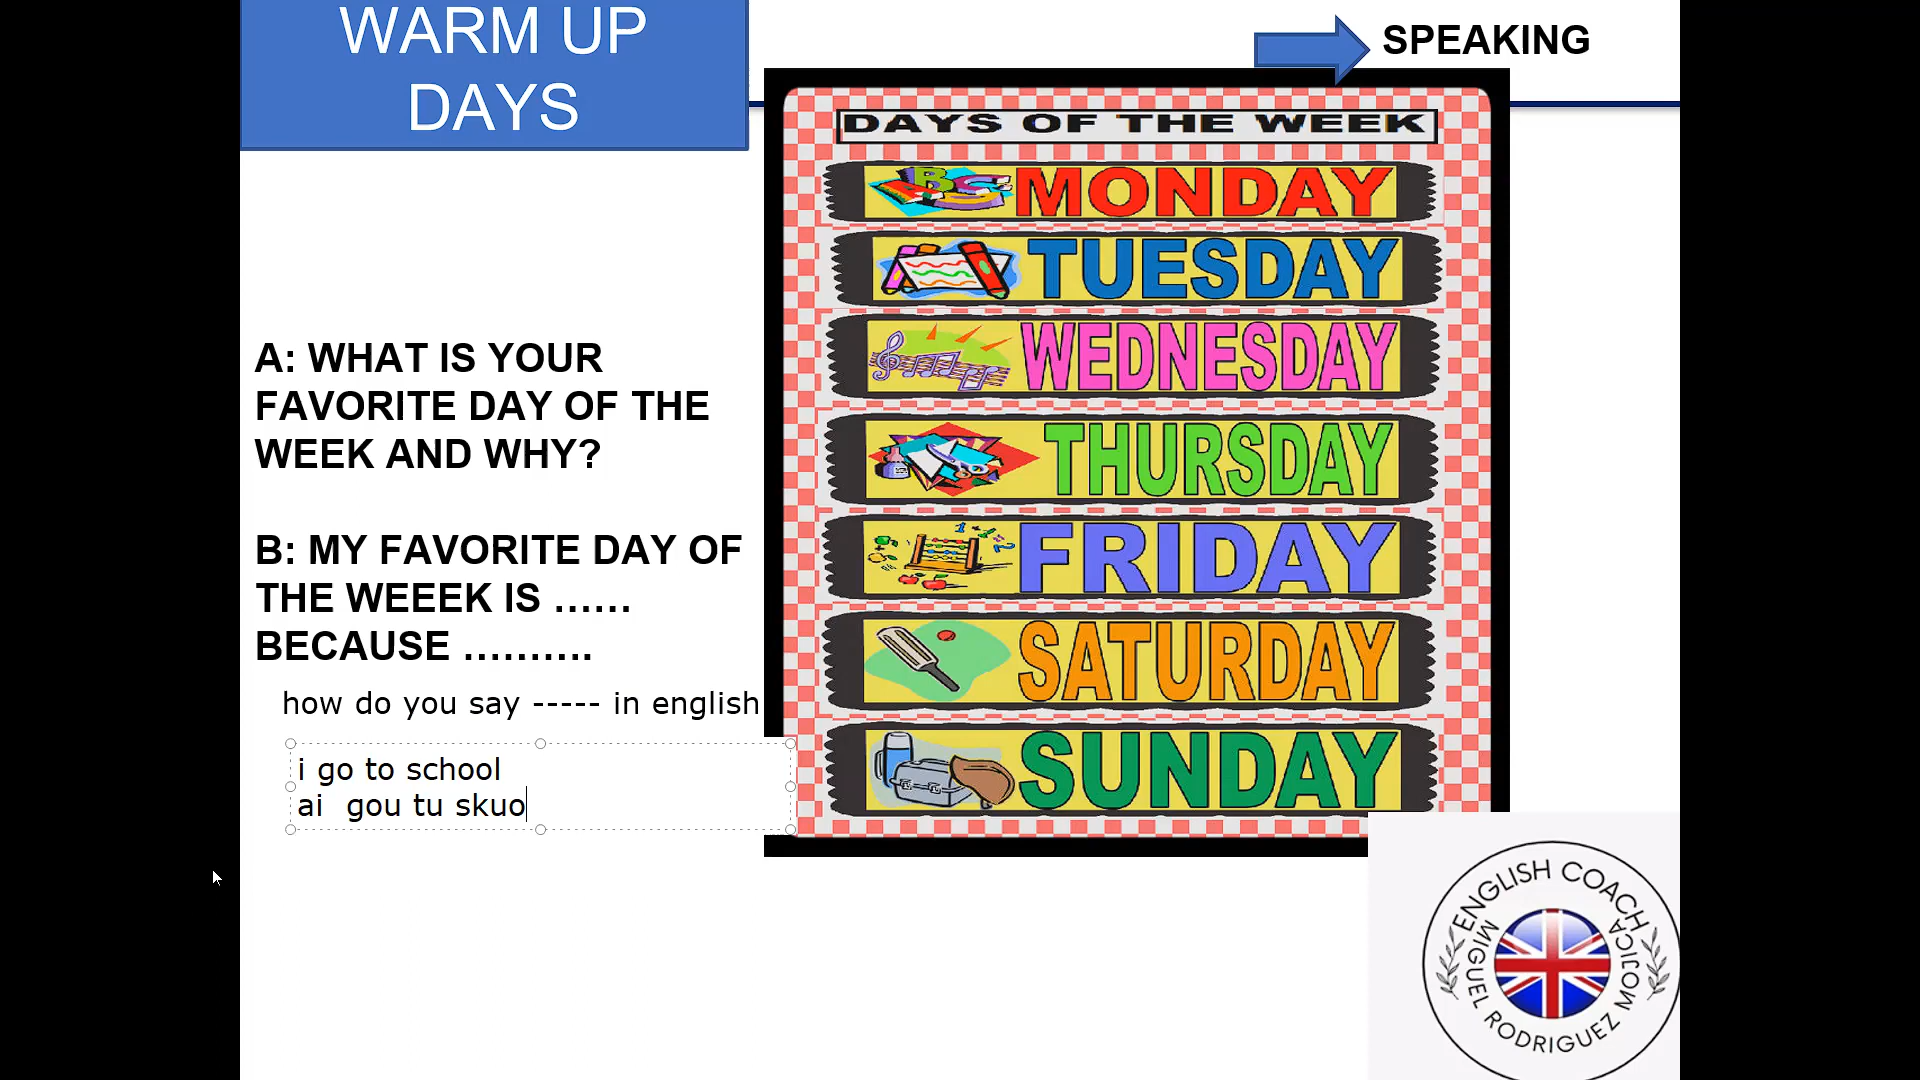 WARM UP
DAYS
SPEAKING
DAYS OF THE WEEK
MONDAY
TUESDAY
WEDNESDAY
THURSDAY
FRIDAY
SATURDAY
SUNDAY
A: WHAT IS YOUR
FAVORITE DAY OF THE
WEEK AND WHY?
B: MY FAVORITE DAY OF
THE WEEEK IS ......
BECAUSE ..........
how do you say ----- in english
i go to school
ai  gou tu skuo
ENGLISH COACH
MIGUEL RODRIGUEZ MOJICA